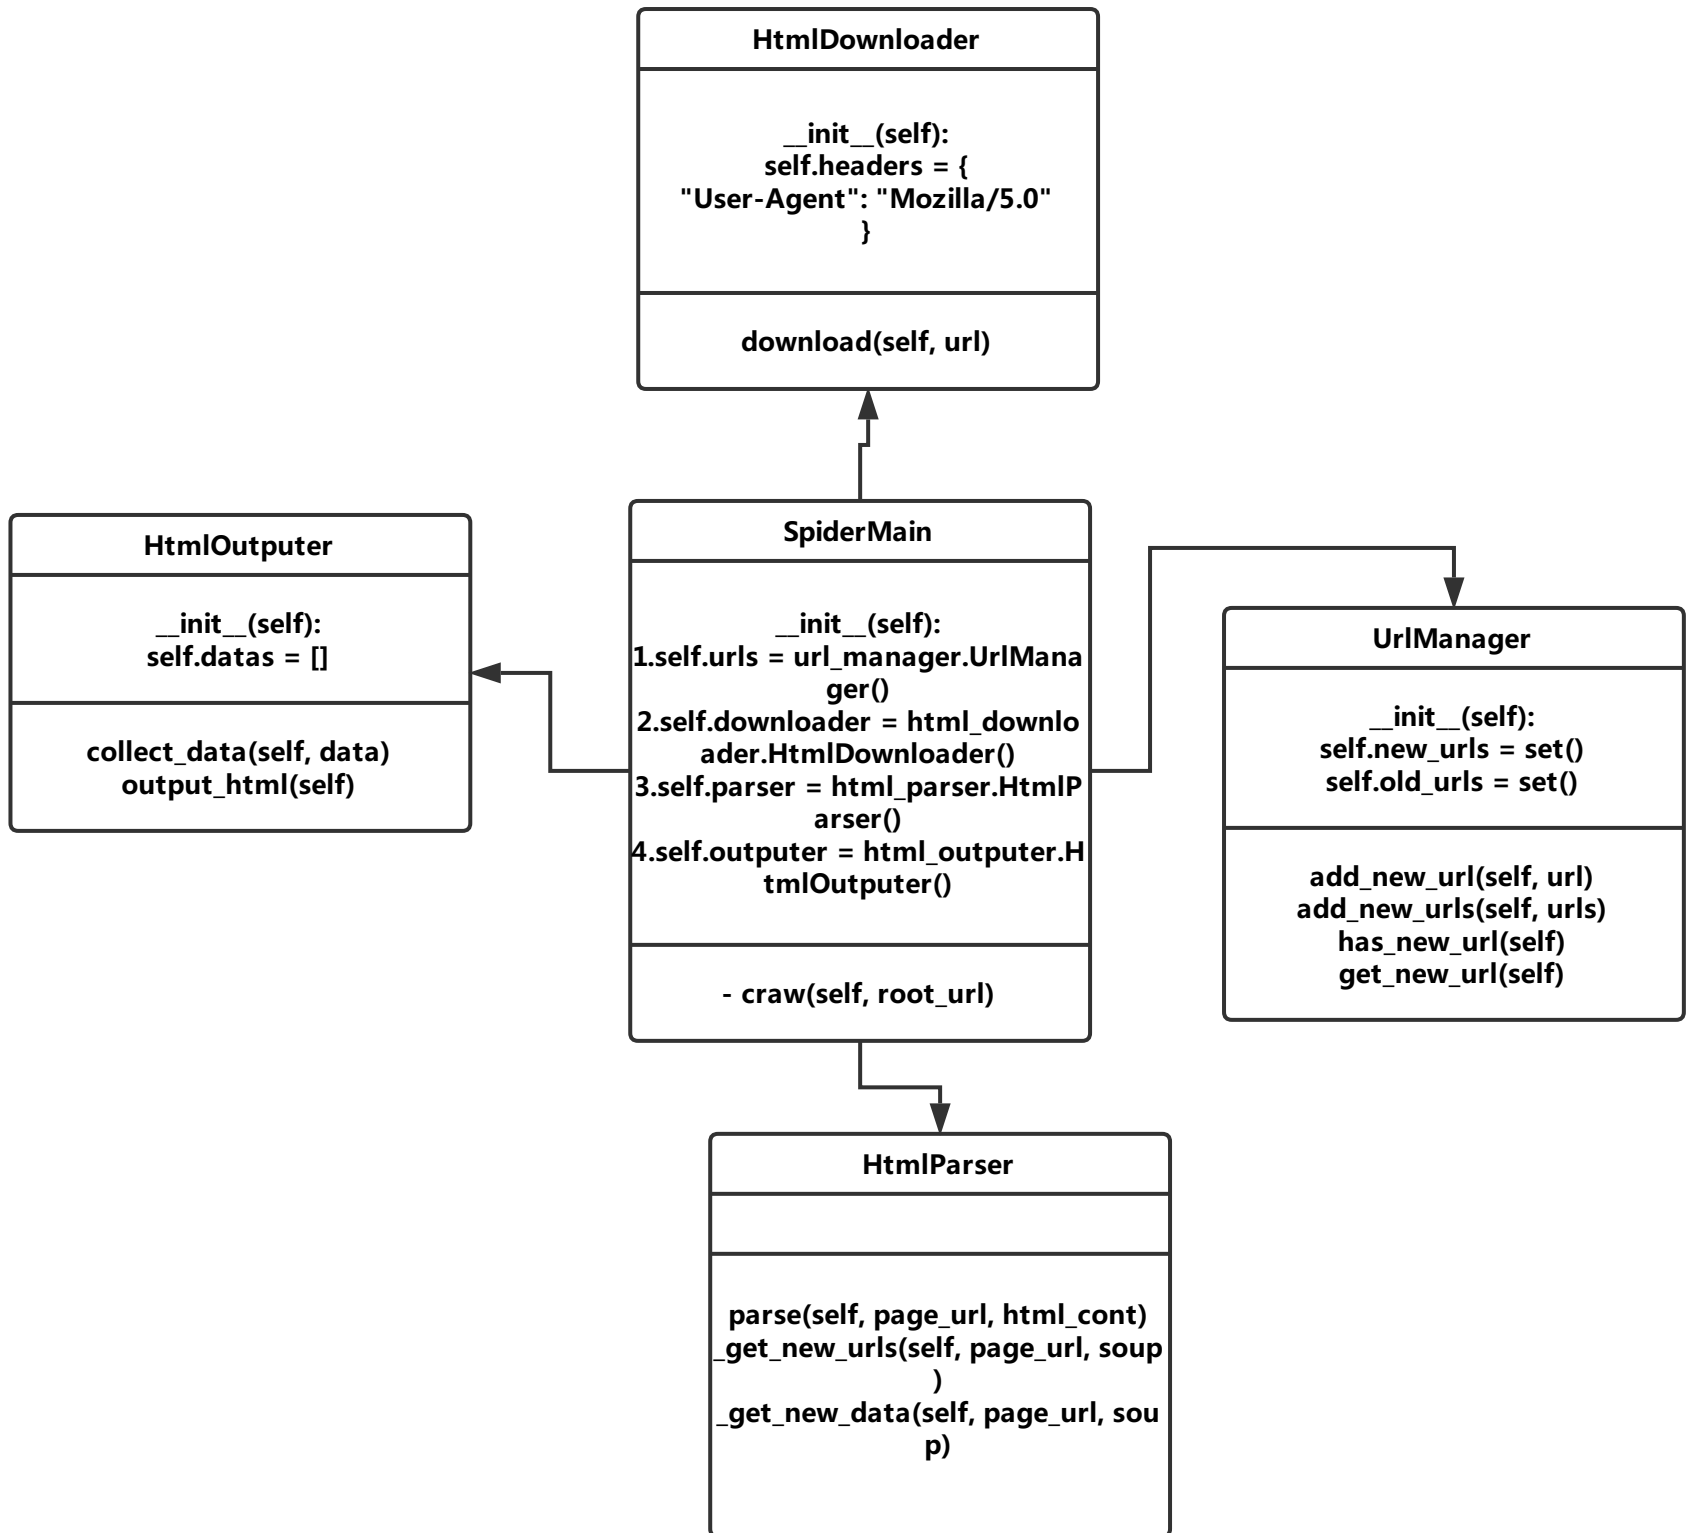 HtmlDownloader
__init__(self):
self.headers = {
"User-Agent": "Mozilla/5.0"
}
download(self, url)
HtmlOutputer
__init__(self):
self.datas = []
collect_data(self, data)
output_html(self)
SpiderMain
__init__(self):
1.self.urls = url_manager.UrlMana
ger()
2.self.downloader = html_downlo
ader.HtmlDownloader()
3.self.parser = html_parser.HtmlP
arser()
4.self.outputer = html_outputer.H
tmlOutputer()
- craw(self, root_url)
UrlManager
__init__(self):
self.new_urls = set()
self.old_urls = set()
add_new_url(self, url)
add_new_urls(self, urls)
has_new_url(self)
get_new_url(self)
HtmlParser
parse(self, page_url, html_cont)
_get_new_urls(self, page_url, soup
)
_get_new_data(self, page_url, sou
p)